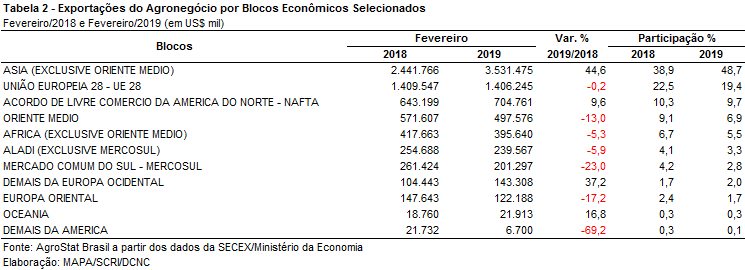 Tabela 2 - Exportações do Agronegócio por Blocos Econômicos Selecionados
Fevereiro/2018 e Fevereiro/2019 (em US$ mil)
Blocos Fevereiro Var. % Participação %
2018 2019 2019/2018 2018 2019
ASIA (EXCLUSIVE ORIENTE MEDIO) 2.441.766 3.531.475 44,6 38,9 48,7
UNIÃO EUROPEIA 28 - UE 28 1.409.547 1.406.245 -0,2 22,5 19,4
ACORDO DE LIVRE COMERCIO DA AMERICA DO NORTE - NAFTA 643.199 704.761 9,6 10,3 9,7
ORIENTE MEDIO 571.607 497.576 -13,0 9,1 6,9
AFRICA (EXCLUSIVE ORIENTE MEDIO) 417.663 395.640 -5,3 6,7 5,5
ALADI (EXCLUSIVE MERCOSUL) 254.688 239.567 -5,9 4,1 3,3
MERCADO COMUM DO SUL - MERCOSUL 261.424 201.297 -23,0 4,2 2,8
DEMAIS DA EUROPA OCIDENTAL 104.443 143.308 37,2 1,7 2,0
EUROPA ORIENTAL 147.643 122.188 -17,2 2,4 1,7
OCEANIA 18.760 21.913 16,8 0,3 0,3
DEMAIS DA AMERICA 21.732 6.700 -69,2 0,3 0,1
Fonte: AgroStat Brasil a partir dos dados da SECEX/Ministério da Economia
Elaboração: MAPA/SCRI/DCNC